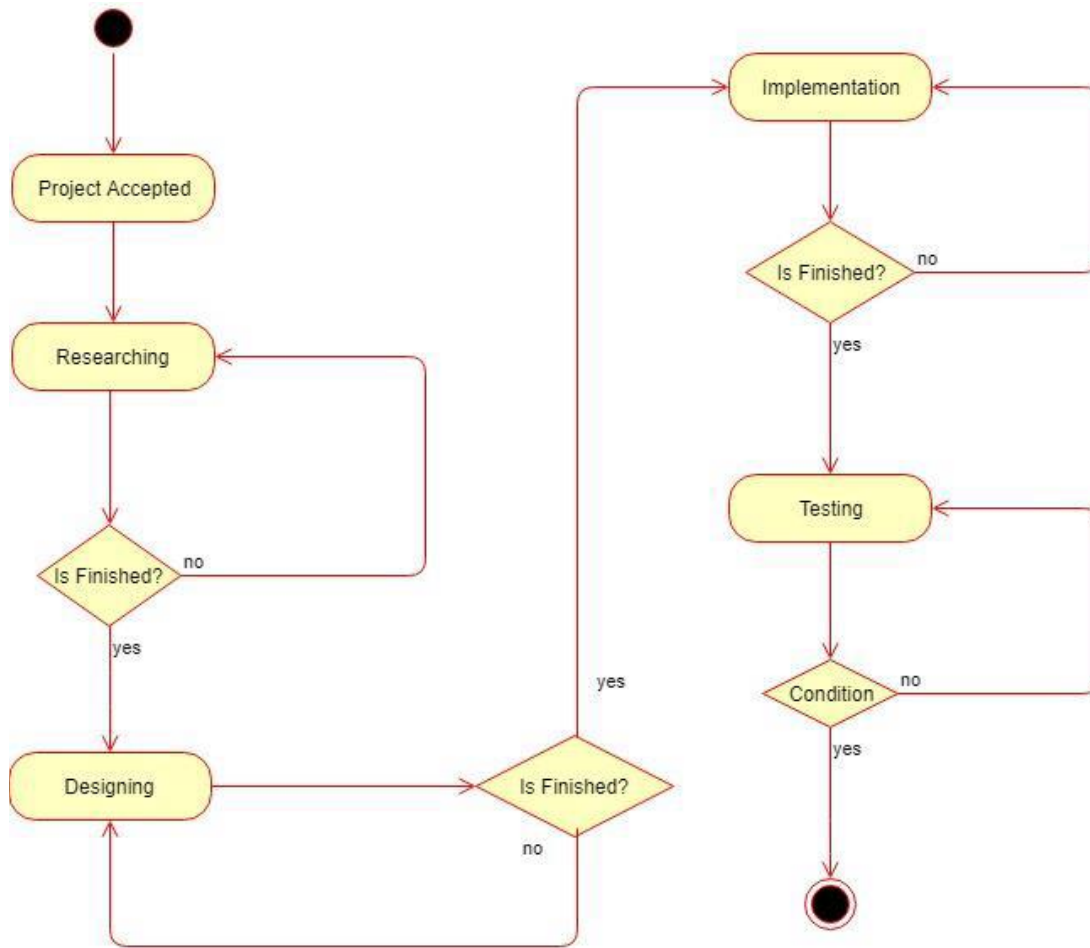 Project Accepted
Researching
Is Finished?
no
yes
Designing
Is Finished?
yes
no
Implementation
Is Finished?
no
yes
Testing
Condition
no
yes